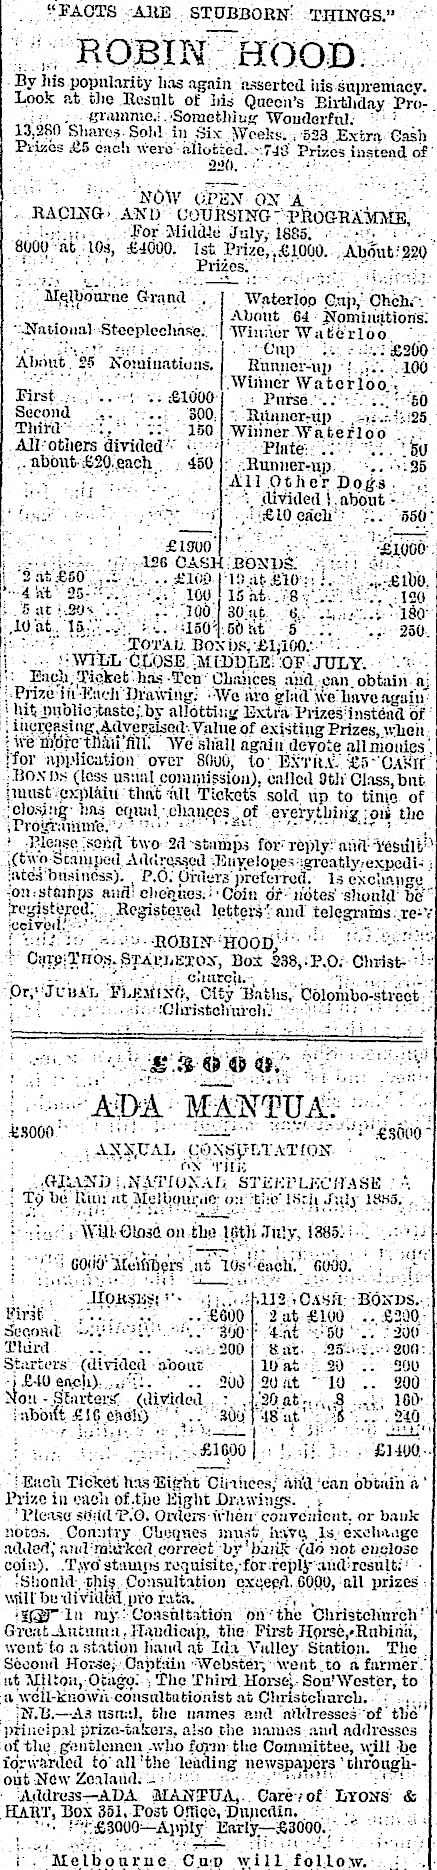 "FACTS ARE STUBBORN THINGS."
ROBIN HOOD
By his popularity has again asserted his supremacy.
Look at the Result of his Queen's Birthday Pro-
gramme. Something Wonderful.
13,280 Shares Sold in Six Weeks. 528 Extra Cash
Prizes £5 each were allotted. 748 Prizes instead of
220.
NOW OPEN ON A
RACING AND COURSING PROGRAMME,
For Middle July, 1885.
8000 at 10s, £4000. 1st Prize, £1000. About 220
Prizes.
Melbourne Grand
National Steeplechase.
About 25 Nominations.
First .. .. £1000
Second .. .. 300
Third .. .. 150
All others divided
about £20 each 450
£1900
Waterloo Cup, Chch.
About 64 Nominations.
Winner Waterloo
Cup .. .. £200
Runner-up .. 100
Winner Waterloo
Purse .. .. 50
Runner-up .. 25
Winner Waterloo
Plate .. .. 50
Runner-up .. 25
All Other Dogs
divided about
£10 each .. 550
£1000
126 CASH BONDS.
2 at £50 .. .. £100 | 10 at £10 .. .. £100
4 at 25 .. .. 100 | 15 at 8 .. .. 120
5 at 20 .. .. 100 | 30 at 6 .. .. 180
10 at 15 .. .. 150 | 50 at 5 .. .. 250
TOTAL BONDS, £1,100.
WILL CLOSE MIDDLE OF JULY.
Each Ticket has Ten Chances and can obtain a
Prize in Each Drawing. We are glad we have again
hit public taste, by allotting Extra Prizes instead of
increasing Advertised Value of existing Prizes, when
we more than fill. We shall again devote all monies
for application over 8000, to EXTRA £5 CASH
BONDS (less usual commission), called 9th Class, but
must explain that all Tickets sold up to time of
closing has equal chances of everything on the
Programme.
Please send two 2d stamps for reply and result
(two Stamped Addressed Envelopes greatly expedi-
ates business). P.O. Orders preferred. 1s exchange
on stamps and cheques. Coin or notes should be
registered. Registered letters and telegrams re-
ceived.
ROBIN HOOD,
Care THOS. STAPLETON, Box 238, P.O. Christ-
church.
Or, JUBAL FLEMING, City Baths, Colombo-street
Christchurch.
£3000.
ADA MANTUA.
£3000 £3000
ANNUAL CONSULTATION
ON THE
GRAND NATIONAL STEEPLECHASE
To be Run at Melbourne on the 18th July 1885.
Will Close on the 16th July, 1885.
6000 Members at 10s each. 6000.
HORSES:
First .. .. £600
Second .. .. 300
Third .. .. 200
Starters (divided about
£40 each) .. .. 200
Non-Starters (divided
about £16 each) .. 300
£1600
112 CASH BONDS.
2 at £100 .. £200
4 at 50 .. 200
8 at 25 .. 200
10 at 20 .. 200
20 at 10 .. 200
20 at 8 .. 160
48 at 5 .. 240
£1400
Each Ticket has Eight Chances, and can obtain a
Prize in each of the Eight Drawings.
Please send P.O. Orders when convenient, or bank
notes. Country Cheques must have 1s exchange
added, and marked correct by bank (do not enclose
coin). Two stamps requisite, for reply and result.
Should this Consultation exceed 6000, all prizes
will be divided pro rata.
☞ In my Consultation on the Christchurch
Great Autumn Handicap, the First Horse, Rubina,
went to a station hand at Ida Valley Station. The
Second Horse, Captain Webster, went to a farmer
at Milton, Otago. The Third Horse, Sou'Wester, to
a well-known consultationist at Christchurch.
N.B.—As usual, the names and addresses of the
principal prize-takers, also the names and addresses
of the gentlemen who form the Committee, will be
forwarded to all the leading newspapers through-
out New Zealand.
Address—ADA MANTUA, Care of LYONS &
HART, Box 351, Post Office, Dunedin.
£3000—Apply Early—£3000.
Melbourne Cup will follow.